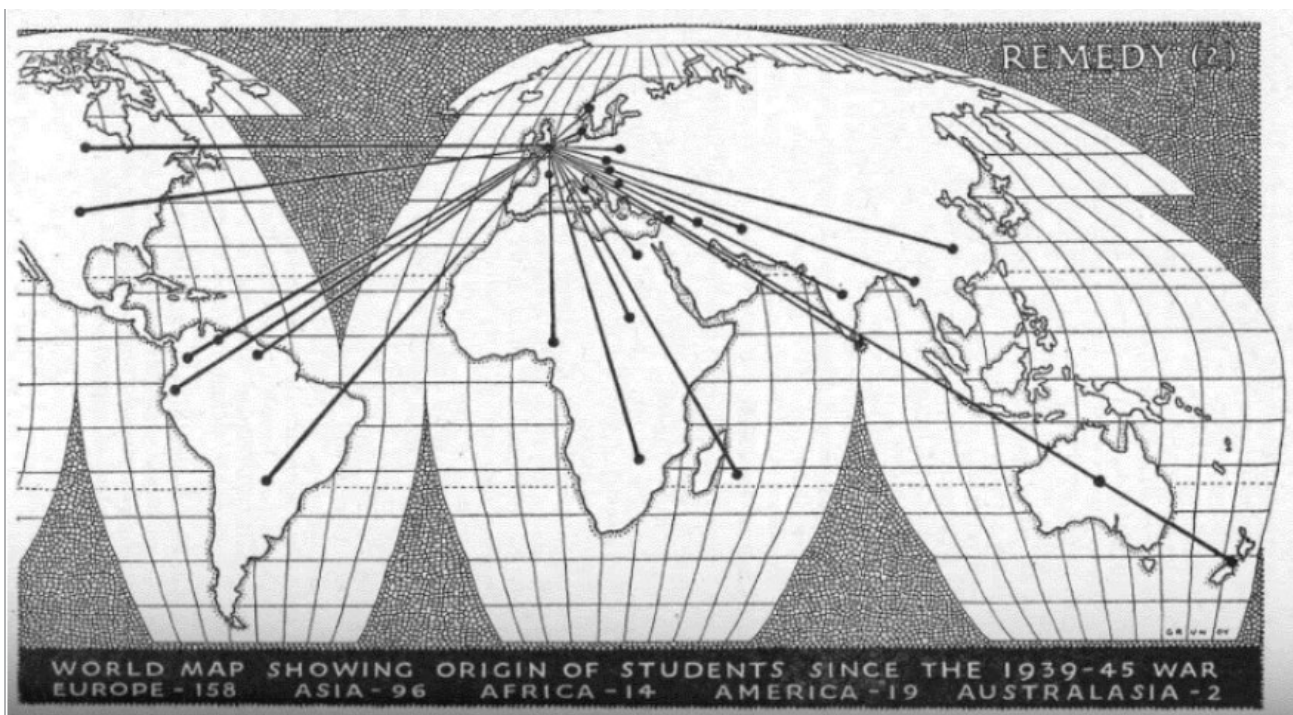 REMEDY (2)
GRUNDY
WORLD MAP SHOWING ORIGIN OF STUDENTS SINCE THE 1939-45 WAR
EUROPE-158 ASIA-96 AFRICA-14 AMERICA-19 AUSTRALASIA-2